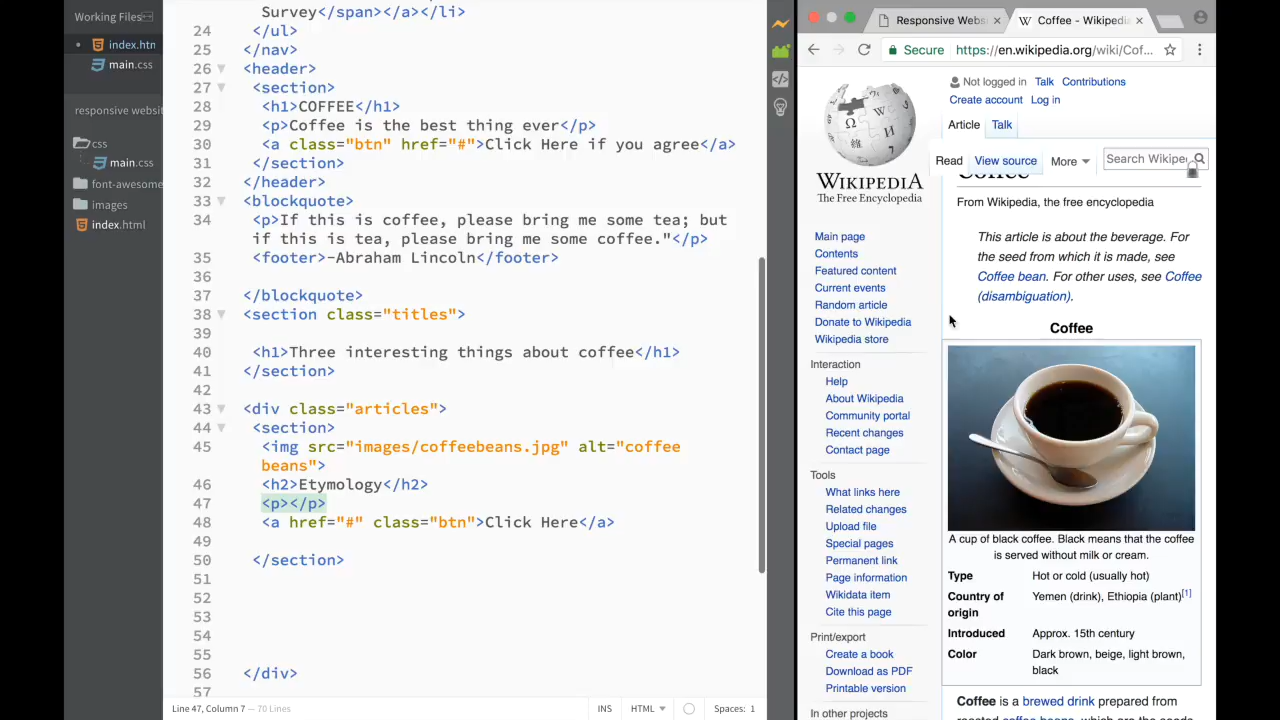 Working Files
index.htn
main.css
responsive websit
css
main.css
font-awesome
images
index.html
Survey</span></a></li>
24 </ul>
25 </nav>
26 <header>
27 <section>
28 <h1>COFFEE</h1>
29 <p>Coffee is the best thing ever</p>
30 <a class="btn" href="#">Click Here if you agree</a>
31 </section>
32 </header>
33 <blockquote>
34 <p>If this is coffee, please bring me some tea; but
if this is tea, please bring me some coffee."</p>
35 <footer>-Abraham Lincoln</footer>
36
37 </blockquote>
38 <section class="titles">
39
40 <h1>Three interesting things about coffee</h1>
41 </section>
42
43 <div class="articles">
44 <section>
45 <img src="images/coffeebeans.jpg" alt="coffee
beans">
46 <h2>Etymology</h2>
47 <p></p>
48 <a href="#" class="btn">Click Here</a>
49
50 </section>
51
52
53
54
55
56 </div>
57
Line 47, Column 7 — 70 Lines
INS
HTML
Spaces: 1
Responsive Webs
Coffee - Wikipedia
Secure
https://en.wikipedia.org/wiki/Cof...
Not logged in Talk Contributions
Create account Log in
Article Talk
Read View source More Search Wikipe
WIKIPEDIA
The Free Encyclopedia
Main page
Contents
Featured content
Current events
Random article
Donate to Wikipedia
Wikipedia store
Interaction
Help
About Wikipedia
Community portal
Recent changes
Contact page
Tools
What links here
Related changes
Upload file
Special pages
Permanent link
Page information
Wikidata item
Cite this page
Print/export
Create a book
Download as PDF
Printable version
In other projects
Coffee
From Wikipedia, the free encyclopedia
This article is about the beverage. For
the seed from which it is made, see
Coffee bean. For other uses, see Coffee
(disambiguation).
Coffee
A cup of black coffee. Black means that the coffee
is served without milk or cream.
Type Hot or cold (usually hot)
Country of Yemen (drink), Ethiopia (plant)[1]
origin
Introduced Approx. 15th century
Color Dark brown, beige, light brown,
black
Coffee is a brewed drink prepared from
roasted coffee beans, which are the seeds